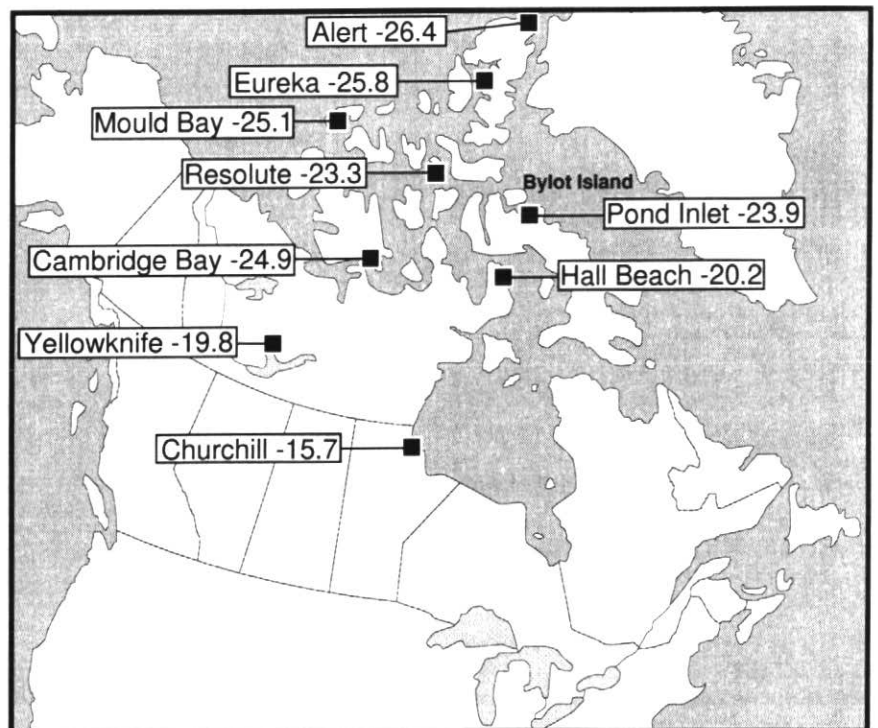 Alert -26.4
Eureka -25.8
Mould Bay -25.1
Resolute -23.3
Bylot Island
Pond Inlet -23.9
Cambridge Bay -24.9
Hall Beach -20.2
Yellowknife -19.8
Churchill -15.7